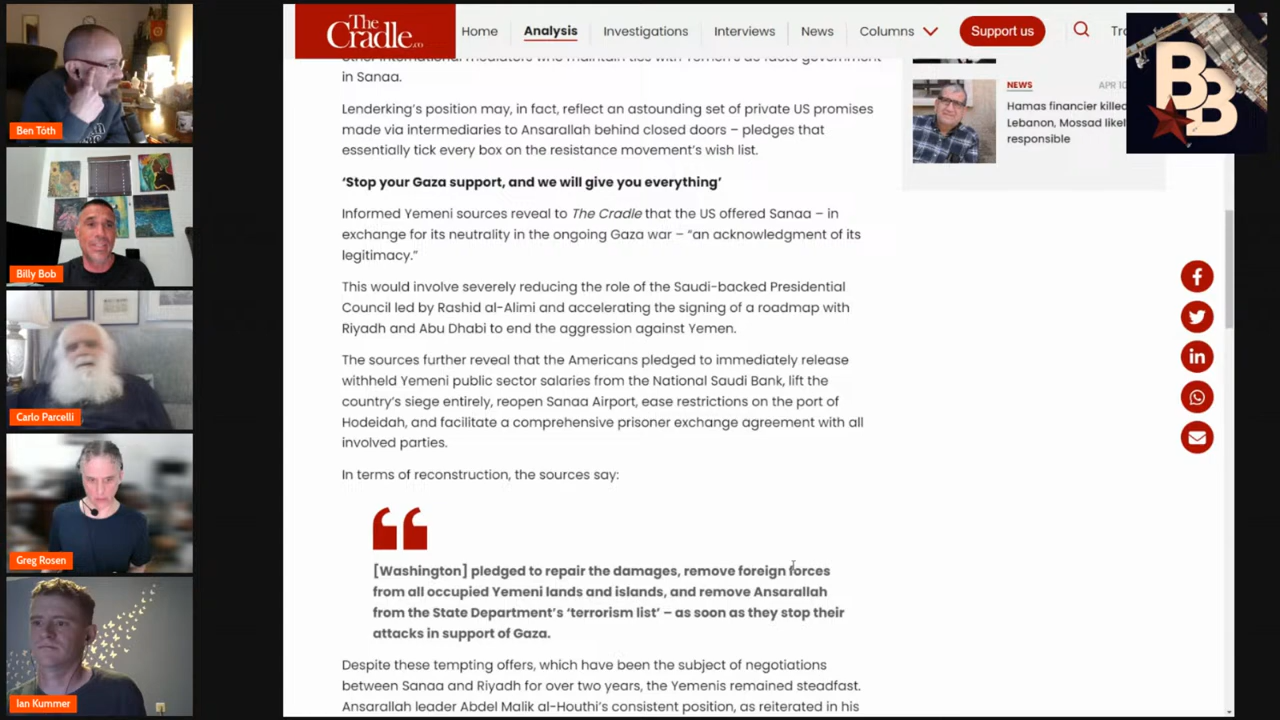 Ben Tóth
Billy Bob
Carlo Parcelli
Greg Rosen
Ian Kummer
The
Cradle.co
Home
Analysis
Investigations
Interviews
News
Columns
Support us
BB
in Sanaa.
Lenderking's position may, in fact, reflect an astounding set of private US promises
made via intermediaries to Ansarallah behind closed doors – pledges that
essentially tick every box on the resistance movement's wish list.
‘Stop your Gaza support, and we will give you everything’
Informed Yemeni sources reveal to The Cradle that the US offered Sanaa – in
exchange for its neutrality in the ongoing Gaza war – “an acknowledgment of its
legitimacy.”
This would involve severely reducing the role of the Saudi-backed Presidential
Council led by Rashid al-Alimi and accelerating the signing of a roadmap with
Riyadh and Abu Dhabi to end the aggression against Yemen.
The sources further reveal that the Americans pledged to immediately release
withheld Yemeni public sector salaries from the National Saudi Bank, lift the
country's siege entirely, reopen Sanaa Airport, ease restrictions on the port of
Hodeidah, and facilitate a comprehensive prisoner exchange agreement with all
involved parties.
In terms of reconstruction, the sources say:
[Washington] pledged to repair the damages, remove foreign forces
from all occupied Yemeni lands and islands, and remove Ansarallah
from the State Department's ‘terrorism list’ – as soon as they stop their
attacks in support of Gaza.
Despite these tempting offers, which have been the subject of negotiations
between Sanaa and Riyadh for over two years, the Yemenis remained steadfast.
Ansarallah leader Abdel Malik al-Houthi's consistent position, as reiterated in his
NEWS
APR 10
Hamas financier killed
Lebanon, Mossad
responsible